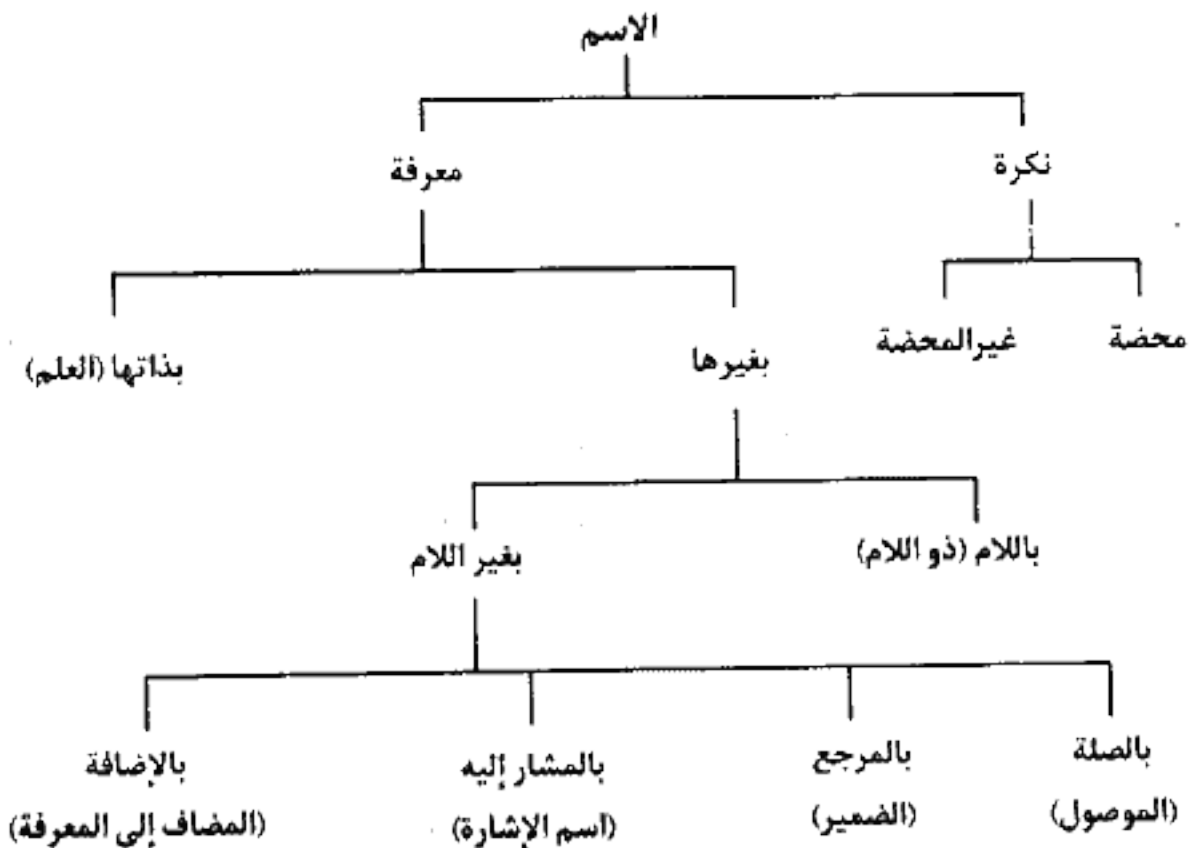 الاسم
نكرة
معرفة
محضة
غيرالمحضة
بغيرها
بذاتها (العلم)
باللام (ذو اللام)
بغير اللام
بالصلة
(الموصول)
بالمرجع
(الضمير)
بالمشار إليه
(اسم الإشارة)
بالإضافة
(المضاف إلى المعرفة)